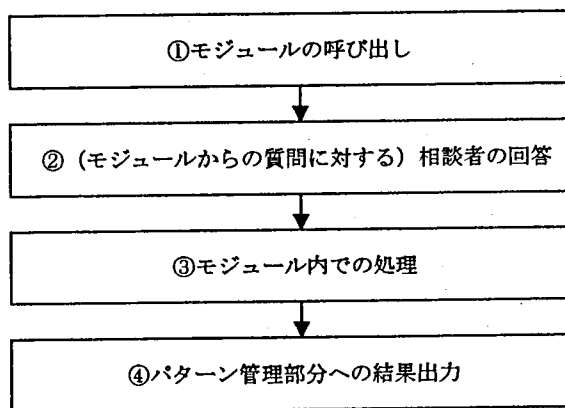 ①モジュールの呼び出し
②（モジュールからの質問に対する）相談者の回答
③モジュール内での処理
④パターン管理部分への結果出力